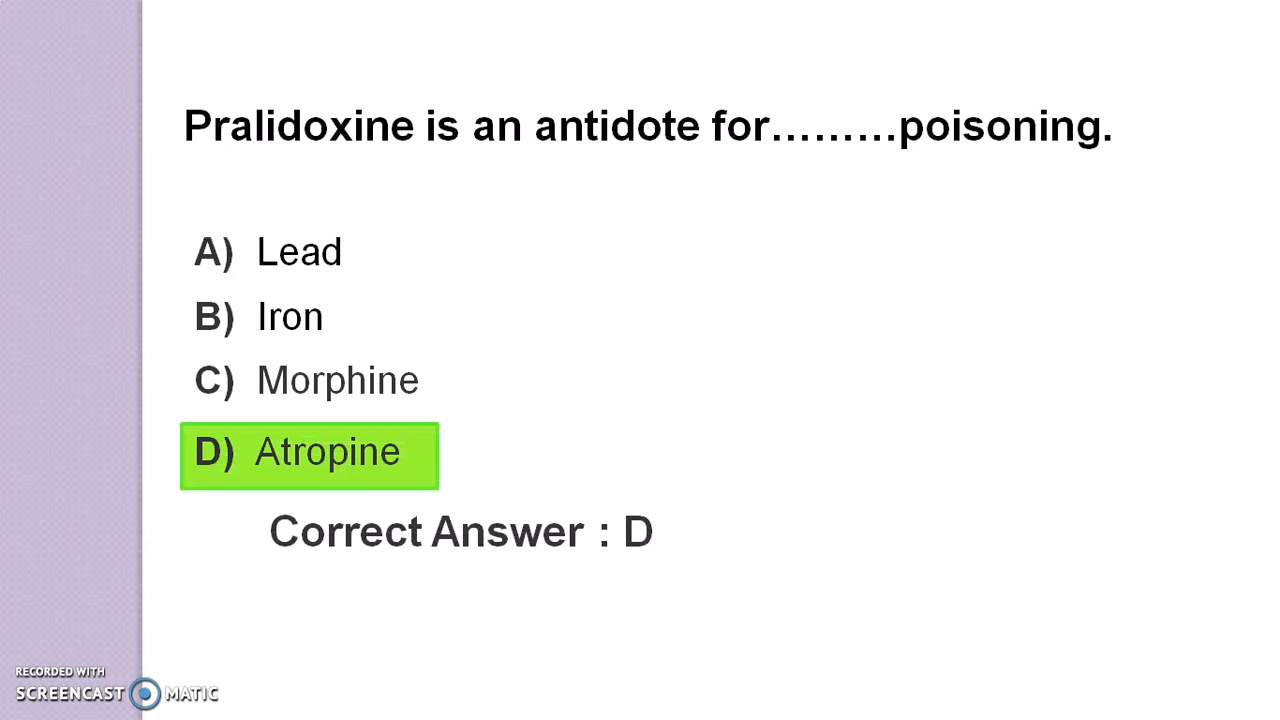 Pralidoxine is an antidote for………poisoning.
A) Lead
B) Iron
C) Morphine
D) Atropine
Correct Answer : D
RECORDED WITH
SCREENCAST MATIC